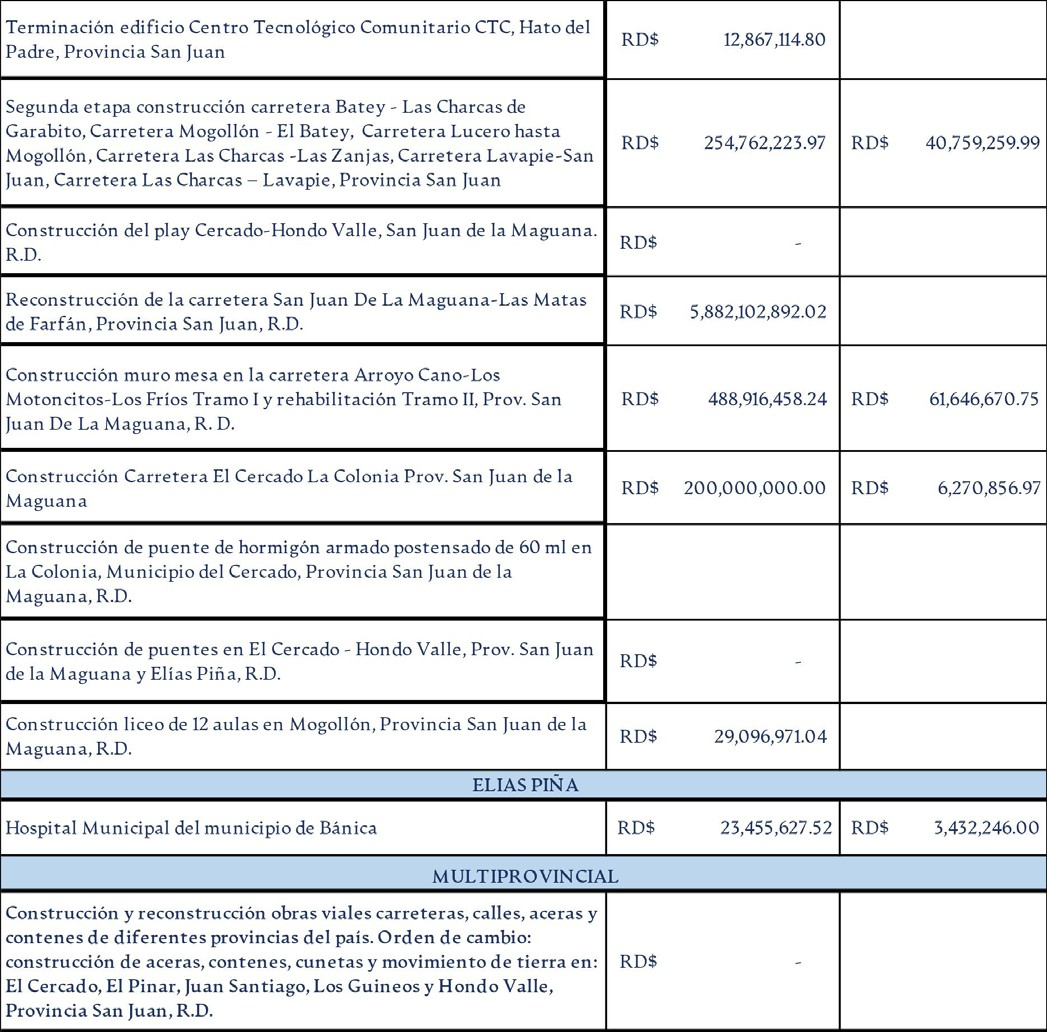 Terminación edificio Centro Tecnológico Comunitario CTC, Hato del
Padre, Provincia San Juan
RD$ 12,867,114.80
Segunda etapa construcción carretera Batey - Las Charcas de
Garabito, Carretera Mogollón - El Batey, Carretera Lucero hasta
Mogollón, Carretera Las Charcas -Las Zanjas, Carretera Lavapie-San
Juan, Carretera Las Charcas – Lavapie, Provincia San Juan
RD$ 254,762,223.97 RD$ 40,759,259.99
Construcción del play Cercado-Hondo Valle, San Juan de la Maguana.
R.D.
RD$ -
Reconstrucción de la carretera San Juan De La Maguana-Las Matas
de Farfán, Provincia San Juan, R.D.
RD$ 5,882,102,892.02
Construcción muro mesa en la carretera Arroyo Cano-Los
Motoncitos-Los Fríos Tramo I y rehabilitación Tramo II, Prov. San
Juan De La Maguana, R. D.
RD$ 488,916,458.24 RD$ 61,646,670.75
Construcción Carretera El Cercado La Colonia Prov. San Juan de la
Maguana
RD$ 200,000,000.00 RD$ 6,270,856.97
Construcción de puente de hormigón armado postensado de 60 ml en
La Colonia, Municipio del Cercado, Provincia San Juan de la
Maguana, R.D.
Construcción de puentes en El Cercado - Hondo Valle, Prov. San Juan
de la Maguana y Elías Piña, R.D.
RD$ -
Construcción liceo de 12 aulas en Mogollón, Provincia San Juan de la
Maguana, R.D.
RD$ 29,096,971.04
ELIAS PIÑA
Hospital Municipal del municipio de Bánica
RD$ 23,455,627.52 RD$ 3,432,246.00
MULTIPROVINCIAL
Construcción y reconstrucción obras viales carreteras, calles, aceras y
contenes de diferentes provincias del país. Orden de cambio:
construcción de aceras, contenes, cunetas y movimiento de tierra en:
El Cercado, El Pinar, Juan Santiago, Los Guineos y Hondo Valle,
Provincia San Juan, R.D.
RD$ -